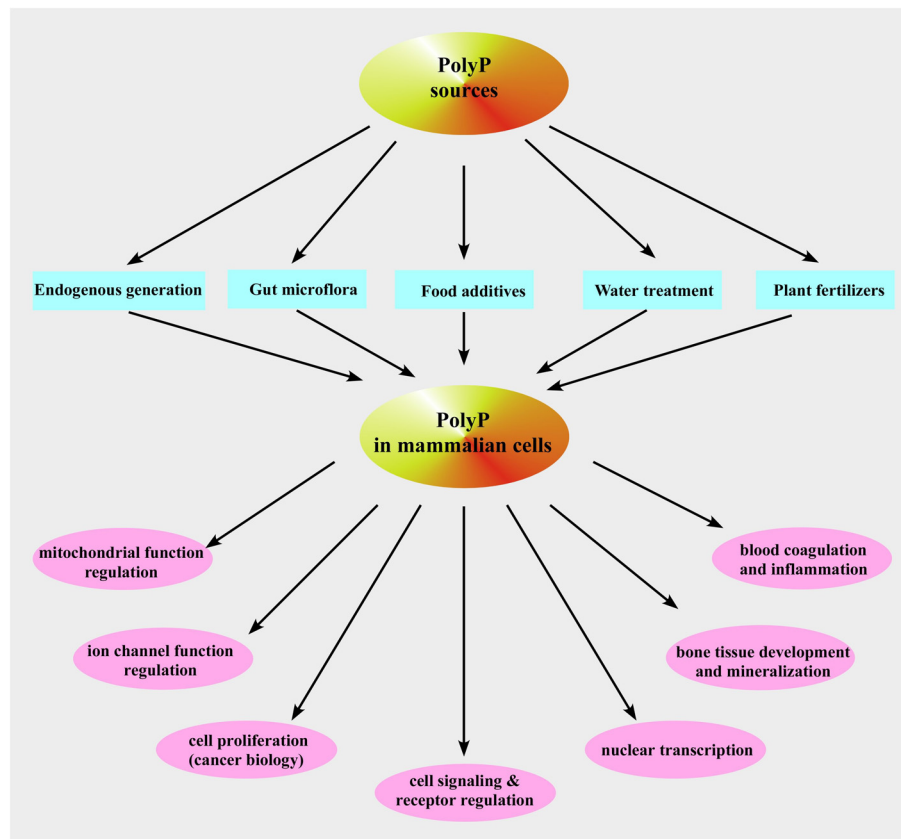 PolyP
sources
Endogenous generation
Gut microflora
Food additives
Water treatment
Plant fertilizers
PolyP
in mammalian cells
mitochondrial function
regulation
blood coagulation
and inflammation
ion channel function
regulation
bone tissue development
and mineralization
cell proliferation
(cancer biology)
nuclear transcription
cell signaling &
receptor regulation